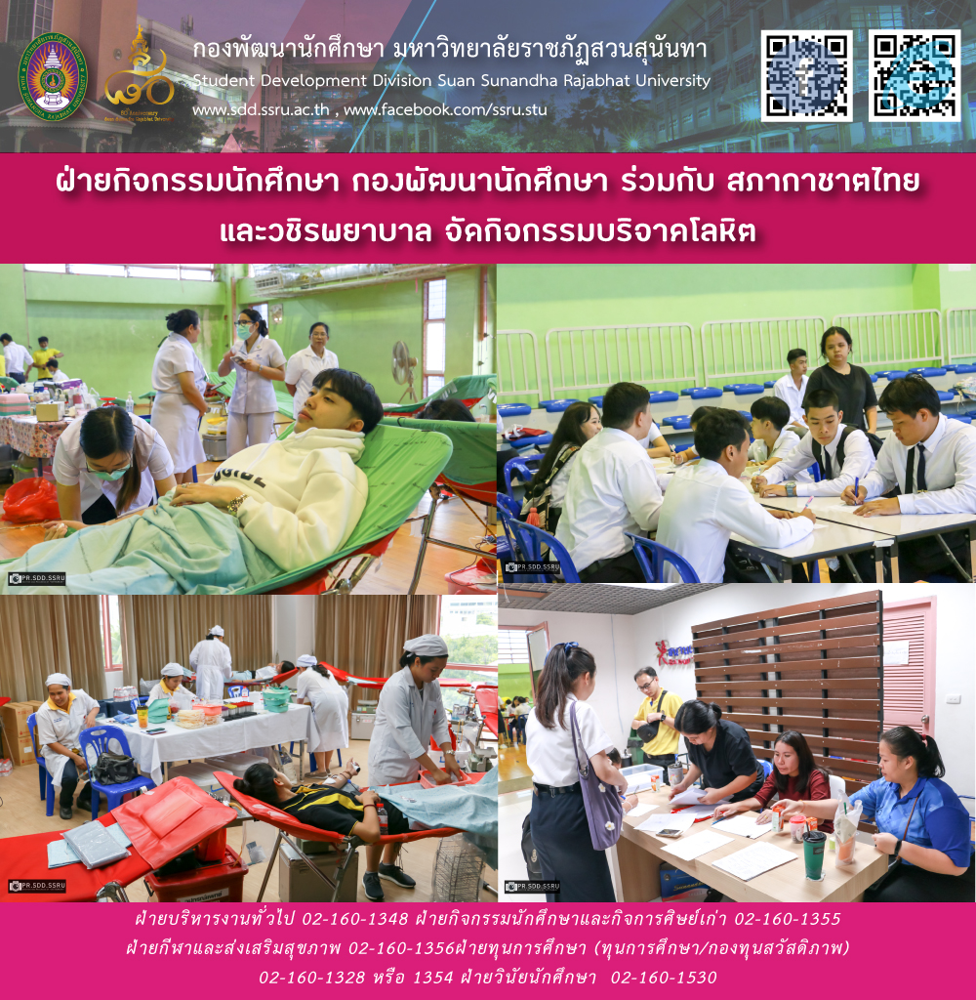 กองพัฒนานักศึกษา มหาวิทยาลัยราชภัฏสวนสุนันทา
Student Development Division Suan Sunandha Rajabhat University
www.sdd.ssru.ac.th , www.facebook.com/ssru.stu
ฝ่ายกิจกรรมนักศึกษา กองพัฒนานักศึกษา ร่วมกับ สภากาชาดไทย
และวชิรพยาบาล จัดกิจกรรมบริจาคโลหิต
PR.SDD.SSRU
PR.SDD.SSRU
PR.SDD.SSRU
PR.SDD.SSRU
ฝ่ายบริหารงานทั่วไป 02-160-1348 ฝ่ายกิจกรรมนักศึกษาและกิจการศิษย์เก่า 02-160-1355
ฝ่ายกีฬาและส่งเสริมสุขภาพ 02-160-1356ฝ่ายทุนการศึกษา (ทุนการศึกษา/กองทุนสวัสดิภาพ)
02-160-1328 หรือ 1354 ฝ่ายวินัยนักศึกษา 02-160-1530